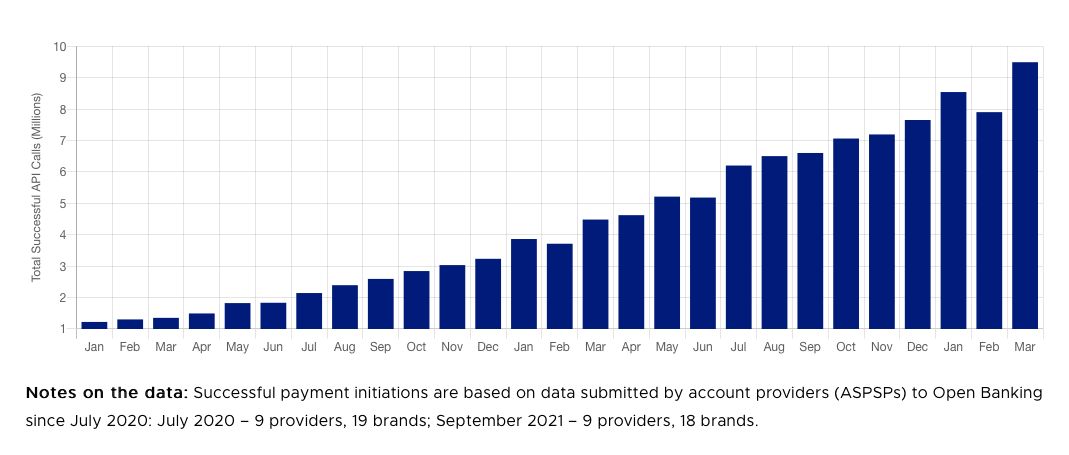 10
9
8
7
6
5
4
3
2
1
Total Successful API Calls (Millions)
Jan Feb Mar Apr May Jun Jul Aug Sep Oct Nov Dec Jan Feb Mar Apr May Jun Jul Aug Sep Oct Nov Dec Jan Feb Mar
Notes on the data: Successful payment initiations are based on data submitted by account providers (ASPSPs) to Open Banking
since July 2020: July 2020 – 9 providers, 19 brands; September 2021 – 9 providers, 18 brands.